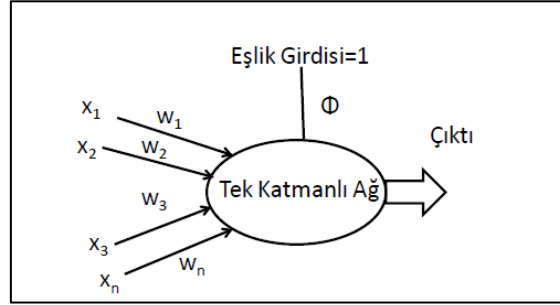 Eşlik Girdisi=1
Φ
X1
W1
Çıktı
X2
W2
Tek Katmanlı Ağ
W3
X3
Wn
Xn